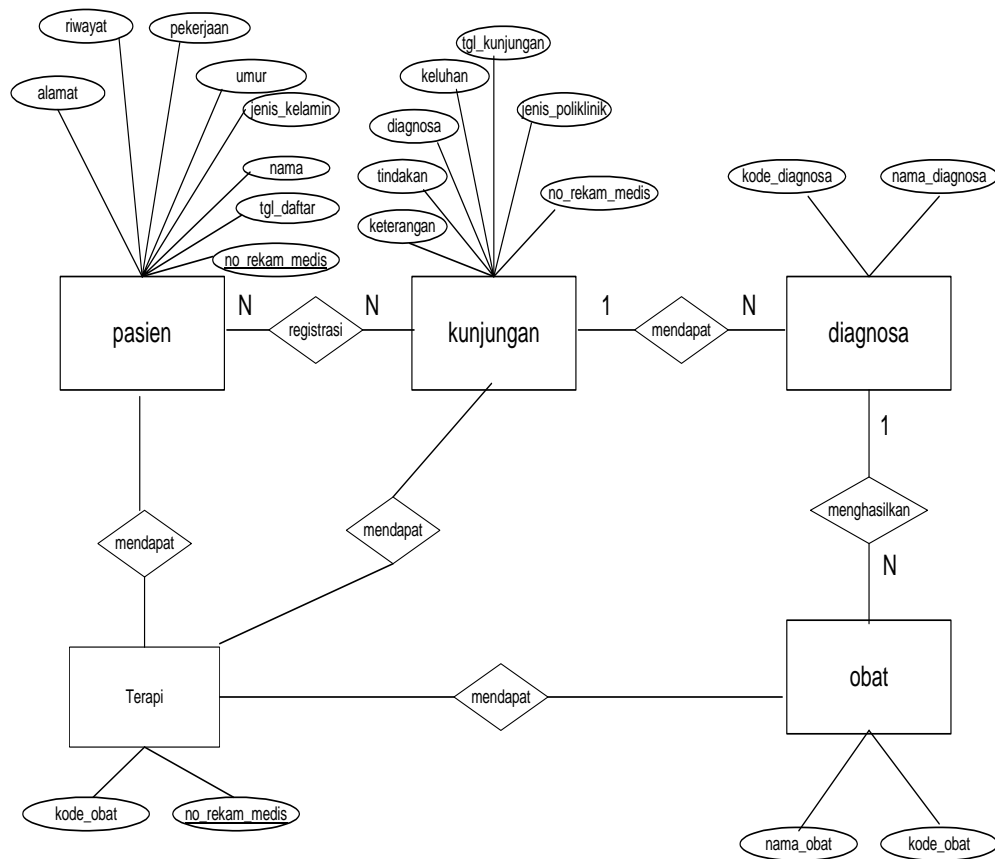 tgl_kunjungan
riwayat
pekerjaan
keluhan
umur
alamat
jenis_kelamin
jenis_poliklinik
diagnosa
nama
tindakan
kode_diagnosa
nama_diagnosa
no_rekam_medis
tgl_daftar
keterangan
no_rekam_medis
N
N
1
N
pasien
registrasi
kunjungan
mendapat
diagnosa
1
menghasilkan
mendapat
mendapat
N
obat
Terapi
mendapat
kode_obat
no_rekam_medis
nama_obat
kode_obat